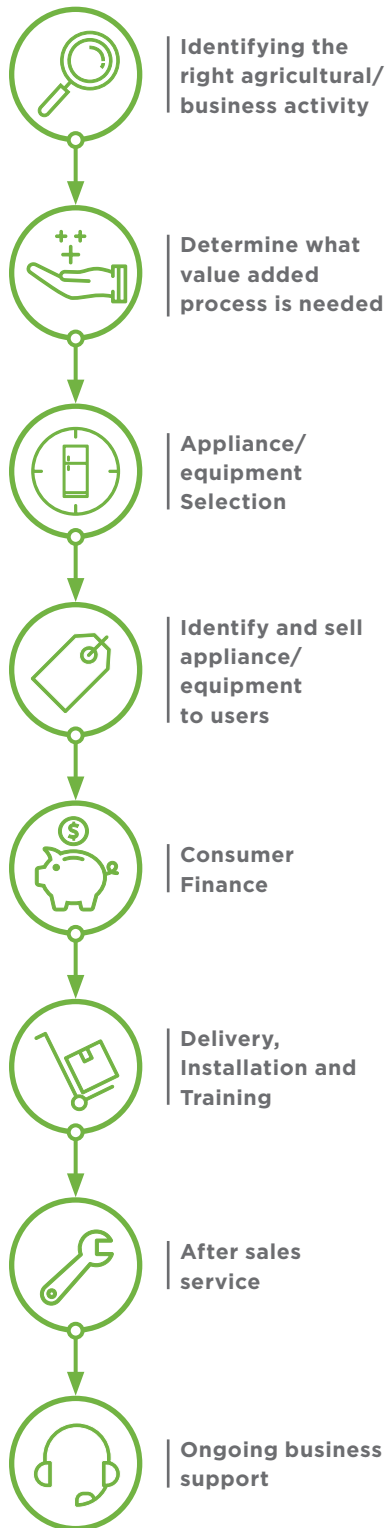 Identifying the
right agricultural/
business activity
Determine what
value added
process is needed
Appliance/
equipment
Selection
Identify and sell
appliance/
equipment
to users
$
Consumer
Finance
Delivery,
Installation and
Training
After sales
service
Ongoing business
support